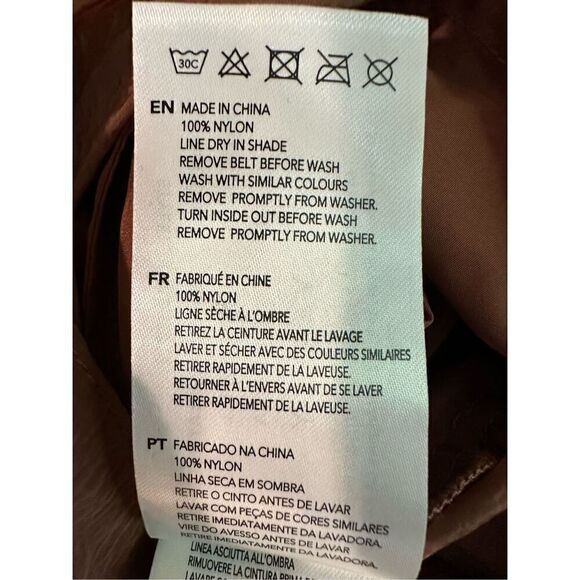 30C
EN MADE IN CHINA
100% NYLON
LINE DRY IN SHADE
REMOVE BELT BEFORE WASH
WASH WITH SIMILAR COLOURS
REMOVE PROMPTLY FROM WASHER.
TURN INSIDE OUT BEFORE WASH
REMOVE PROMPTLY FROM WASHER.
FR FABRIQUÉ EN CHINE
100% NYLON
LIGNE SÈCHE À L'OMBRE
RETIREZ LA CEINTURE AVANT LE LAVAGE
LAVER ET SÉCHER AVEC DES COULEURS SIMILAIRES
RETIRER RAPIDEMENT DE LA LAVEUSE.
RETOURNER À L'ENVERS AVANT DE SE LAVER
RETIRER RAPIDEMENT DE LA LAVEUSE.
PT FABRICADO NA CHINA
100% NYLON
LINHA SECA EM SOMBRA
RETIRE O CINTO ANTES DE LAVAR
LAVAR COM PEÇAS DE CORES SIMILARES
RETIRE IMEDIATAMENTE DA LAVADORA.
VIRE DO AVESSO ANTES DE LAVAR
RETIRE IMEDIATAMENTE DA LAVADORA.
LINEA ASCIUTTA ALL'OMBRA
RIMUOVERE LA CINTURA PRIMA